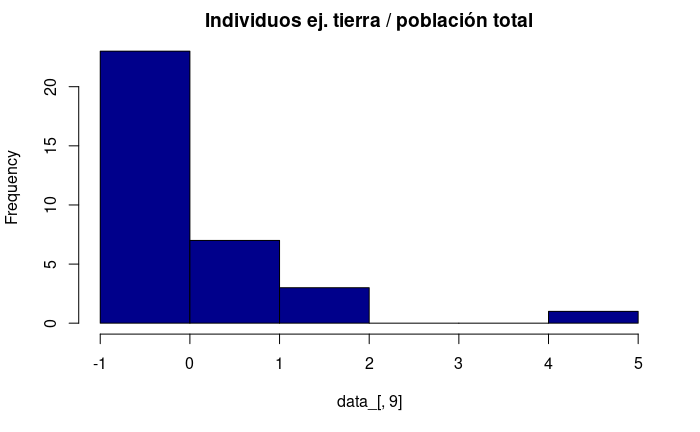 Individuos ej. tierra / población total
Frequency
20
15
10
5
0
-1 0 1 2 3 4 5
data_[, 9]